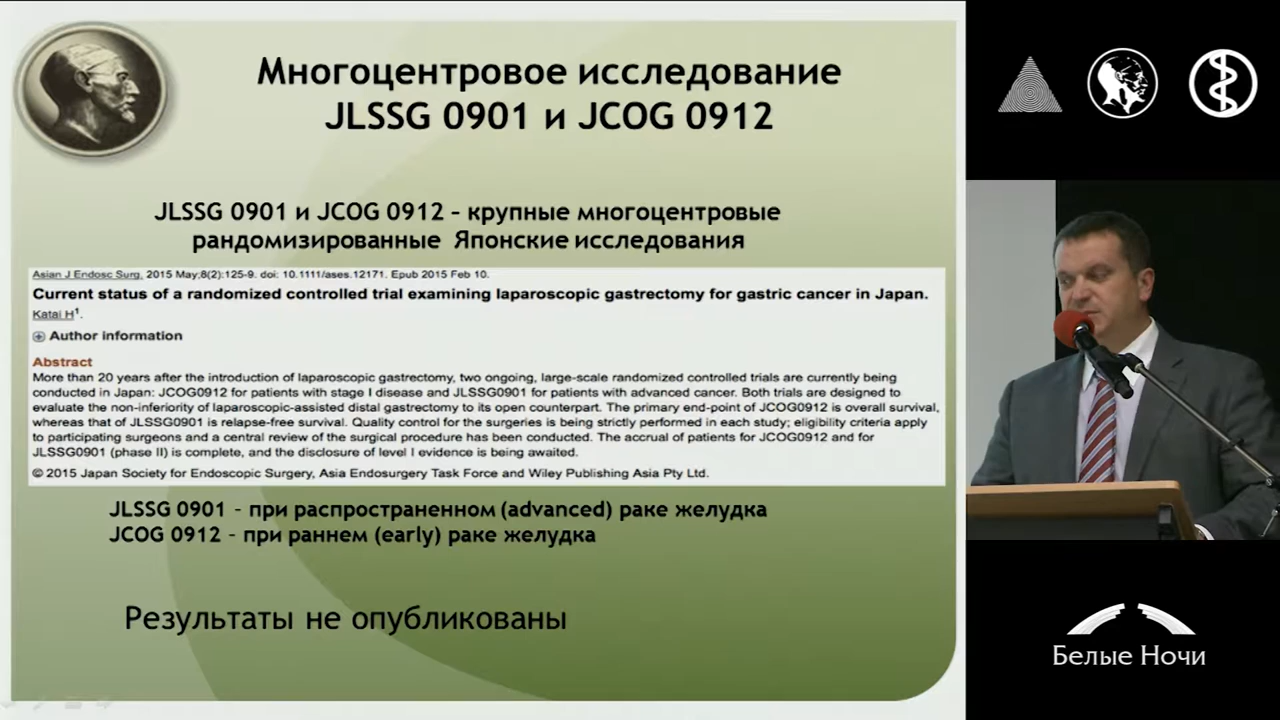 Многоцентровое исследование
JLSSG 0901 и JCOG 0912
JLSSG 0901 и JCOG 0912 – крупные многоцентровые
рандомизированные Японские исследования
Asian J Endosc Surg. 2015 May;8(2):125-9. doi: 10.1111/ases.12171. Epub 2015 Feb 10.
Current status of a randomized controlled trial examining laparoscopic gastrectomy for gastric cancer in Japan.
Katai H1.
Author information
Abstract
More than 20 years after the introduction of laparoscopic gastrectomy, two ongoing, large-scale randomized controlled trials are currently being
conducted in Japan: JCOG0912 for patients with stage I disease and JLSSG0901 for patients with advanced cancer. Both trials are designed to
evaluate the non-inferiority of laparoscopic-assisted distal gastrectomy to its open counterpart. The primary end-point of JCOG0912 is overall survival,
whereas that of JLSSG0901 is relapse-free survival. Quality control for the surgeries is being strictly performed in each study; eligibility criteria apply
to participating surgeons and a central review of the surgical procedure has been conducted. The accrual of patients for JCOG0912 and for
JLSSG0901 (phase II) is complete, and the disclosure of level I evidence is being awaited.
© 2015 Japan Society for Endoscopic Surgery, Asia Endosurgery Task Force and Wiley Publishing Asia Pty Ltd.
JLSSG 0901 – при распространенном (advanced) раке желудка
JCOG 0912 – при раннем (early) раке желудка
Результаты не опубликованы
Белые Ночи